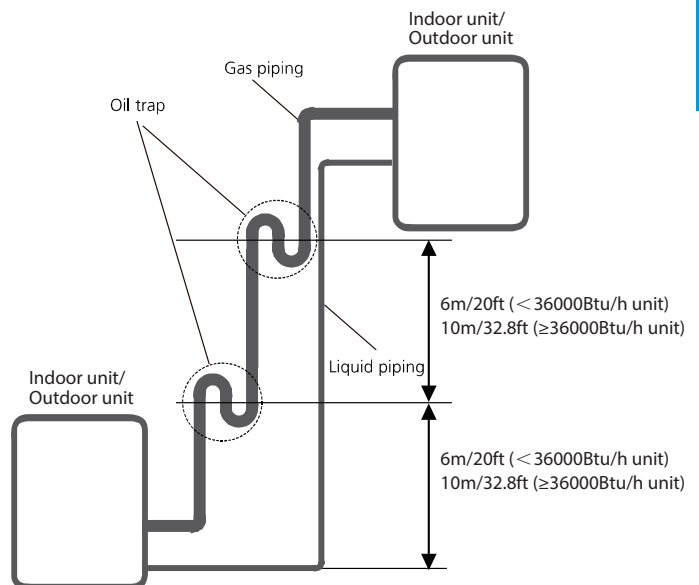 Indoor unit/
Outdoor unit
Gas piping
Oil trap
6m/20ft (<36000Btu/h unit)
10m/32.8ft (≥36000Btu/h unit)
Liquid piping
Indoor unit/
Outdoor unit
6m/20ft (<36000Btu/h unit)
10m/32.8ft (≥36000Btu/h unit)